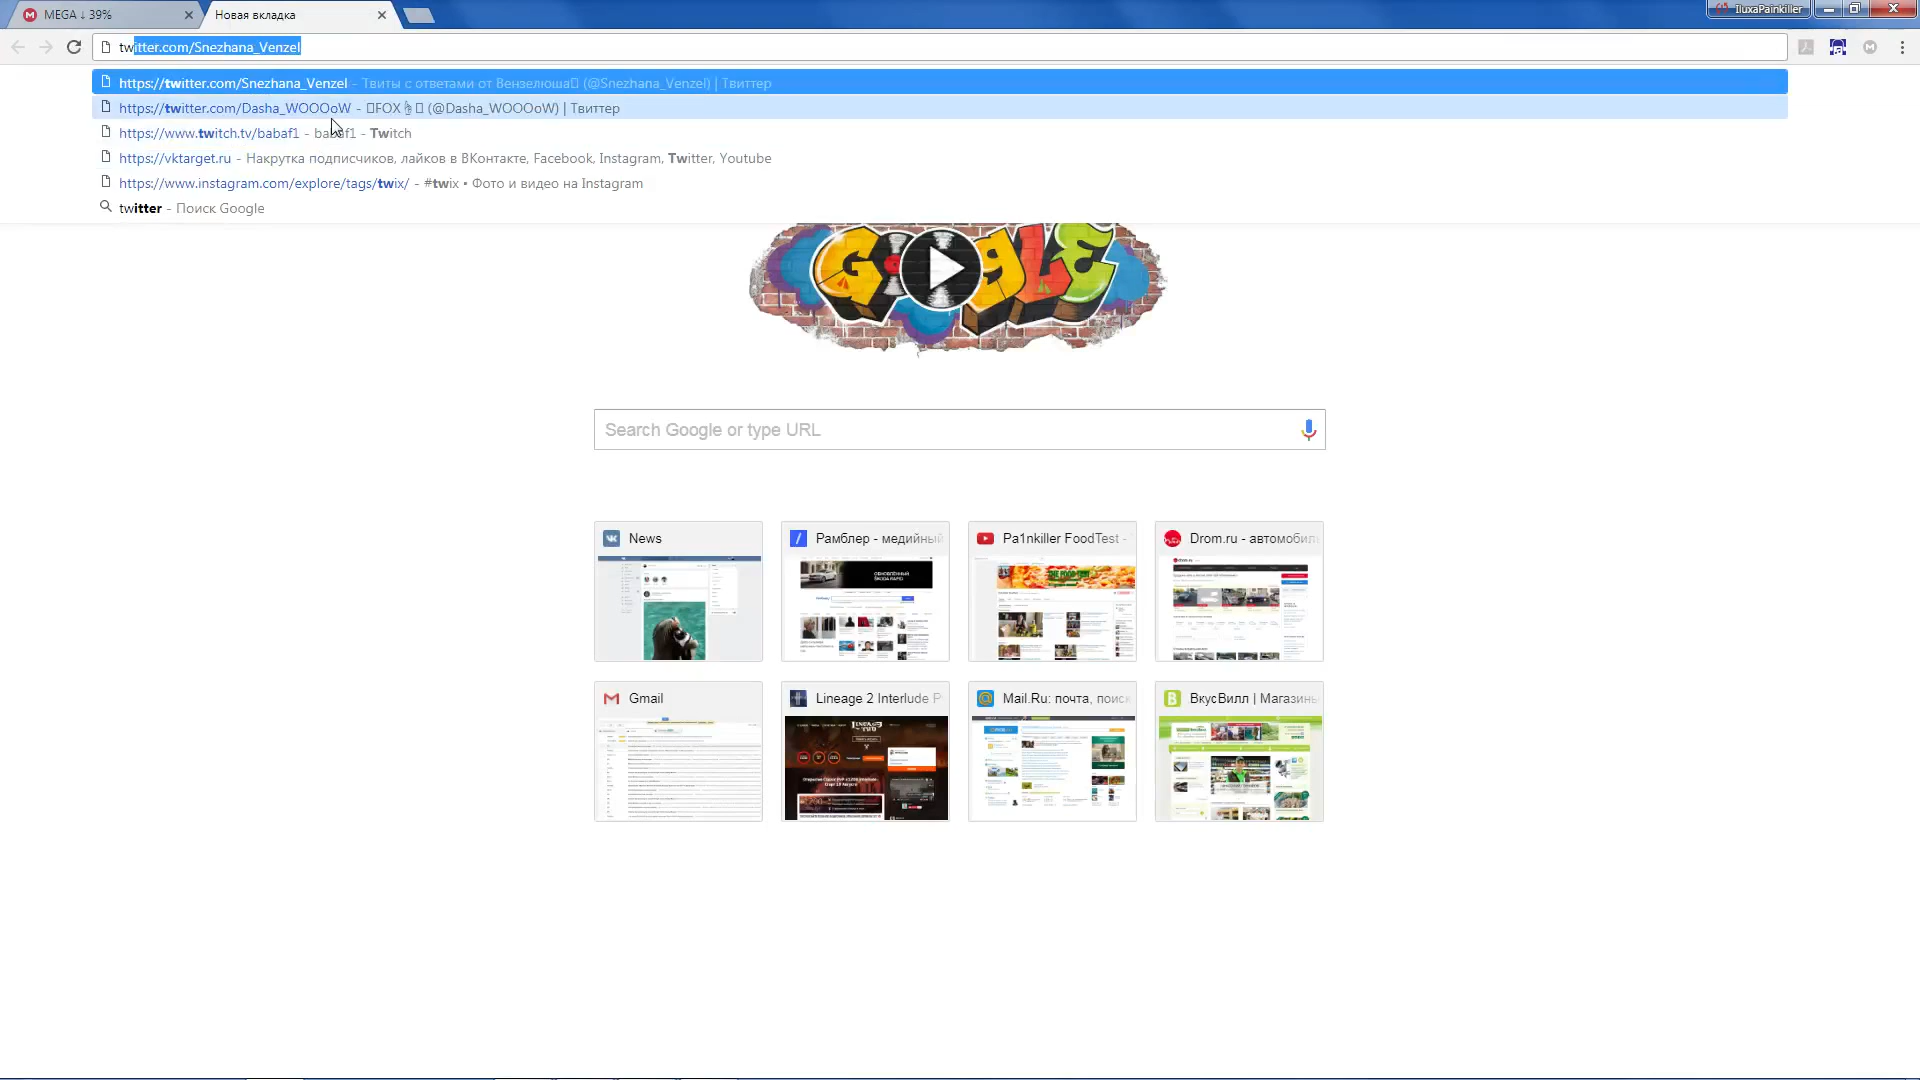 MEGA ↓ 39%
Новая вкладка
IluxaPainkiller
twitter.com/Snezhana_Venzel
https://twitter.com/Snezhana_Venzel - Твиты с ответами от Вензелюша (@Snezhana_Venzel) | Твиттер
https://twitter.com/Dasha_WOOOoW - FOX (@Dasha_WOOOoW) | Твиттер
https://www.twitch.tv/babaf1 - babaf1 - Twitch
https://vktarget.ru - Накрутка подписчиков, лайков в ВКонтакте, Facebook, Instagram, Twitter, Youtube
https://www.instagram.com/explore/tags/twix/ - #twix • Фото и видео на Instagram
twitter - Поиск Google
GOOGLE
Search Google or type URL
News
Рамблер - медийный
Pa1nkiller FoodTest -
Drom.ru - автомобил
Gmail
Lineage 2 Interlude P
Mail.Ru: почта, поиск
ВкусВилл | Магазины